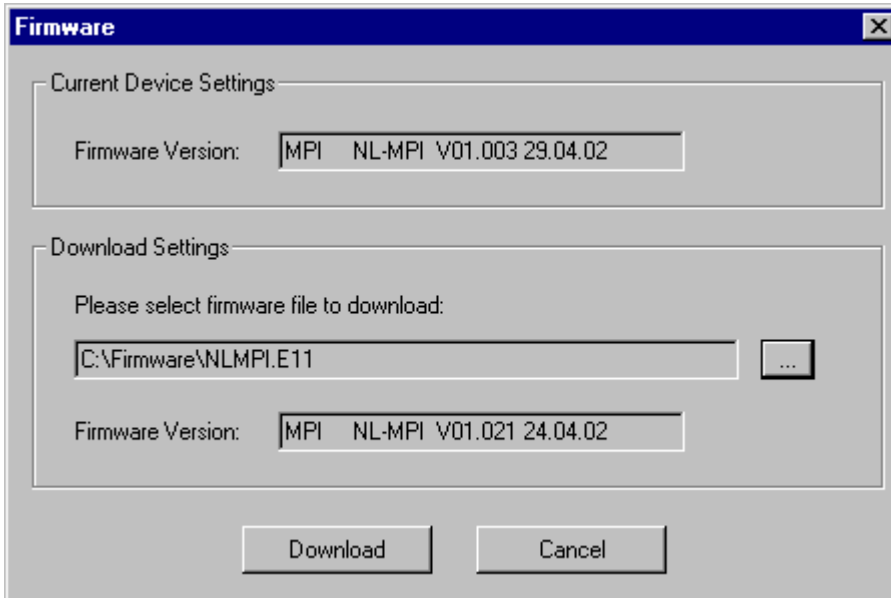 Firmware
Current Device Settings
Firmware Version: MPI NL-MPI V01.003 29.04.02
Download Settings
Please select firmware file to download:
C:\Firmware\NLMPI.E11 ...
Firmware Version: MPI NL-MPI V01.021 24.04.02
Download Cancel